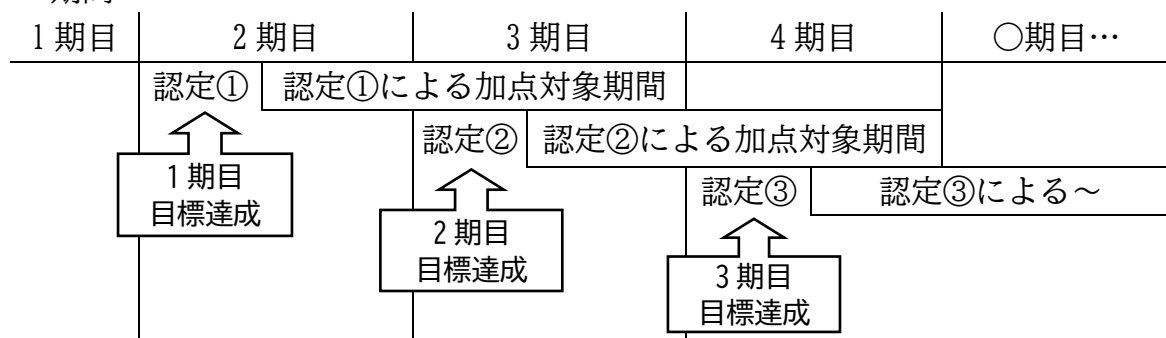 1期目 2期目 3期目 4期目 ○期目…
認定① 認定①による加点対象期間
認定② 認定②による加点対象期間
認定③ 認定③による～
1期目
目標達成
2期目
目標達成
3期目
目標達成